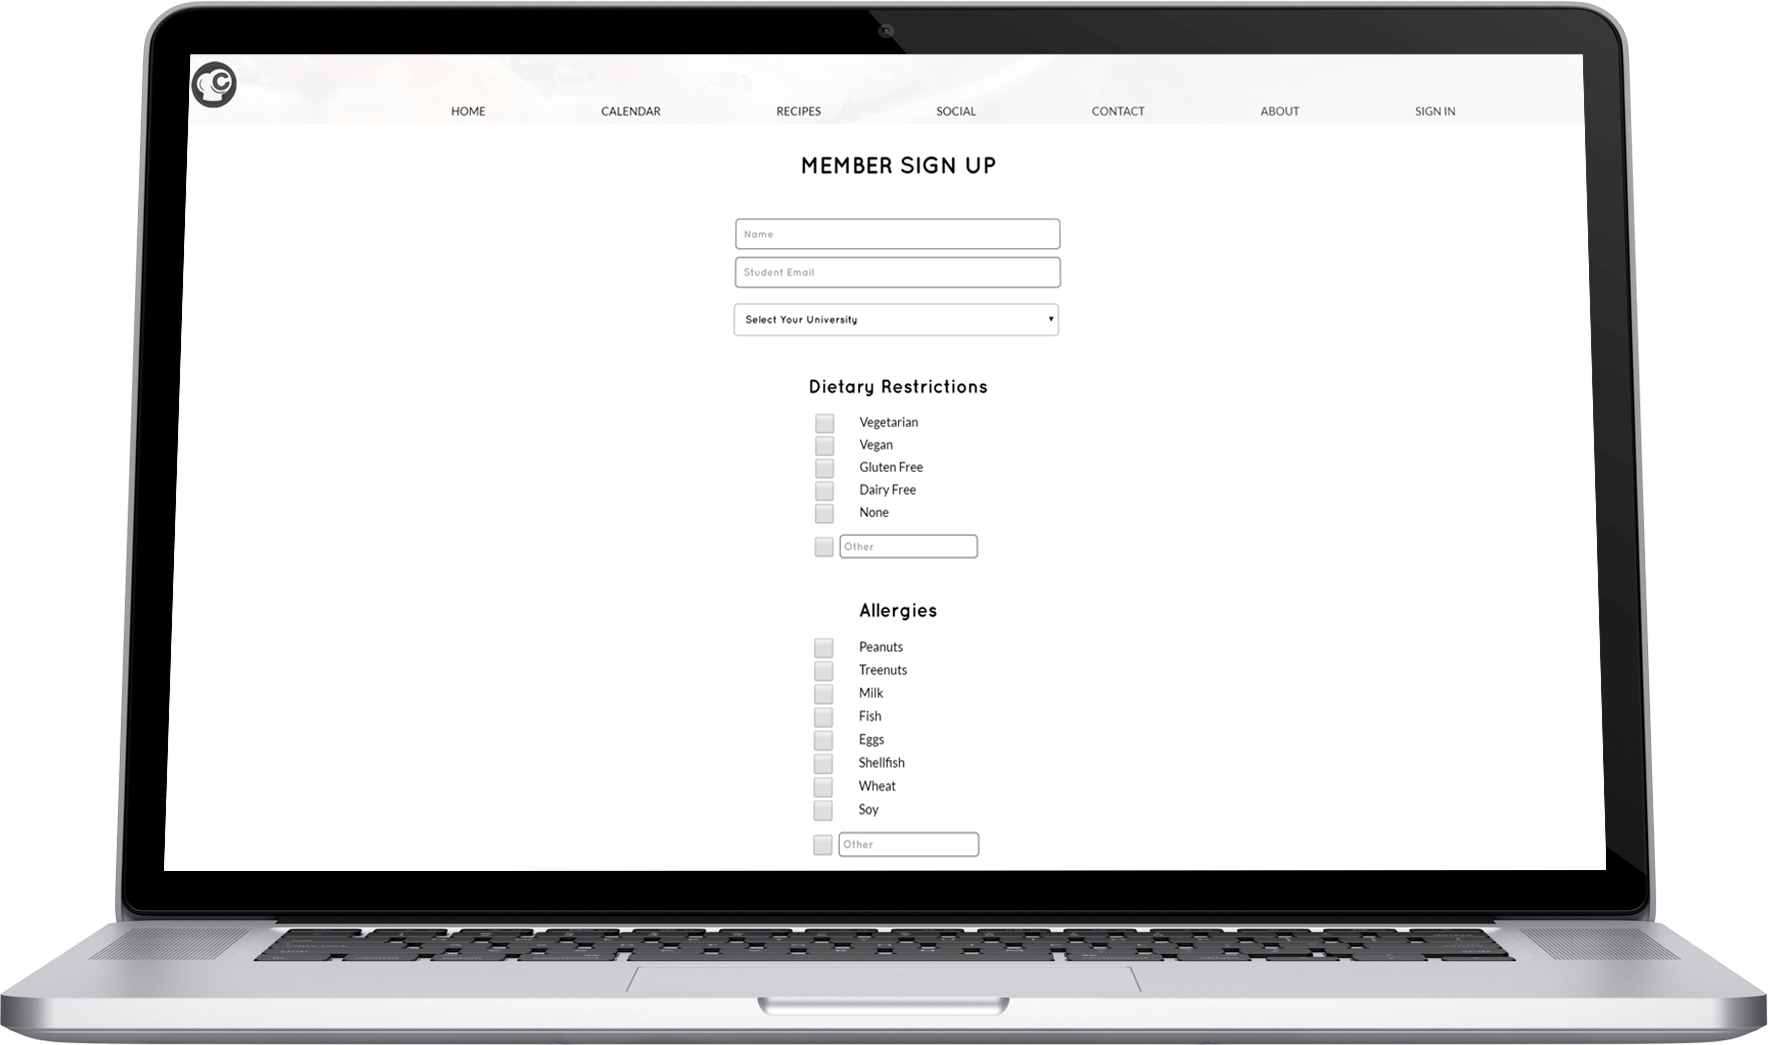 HOME CALENDAR RECIPES SOCIAL CONTACT ABOUT SIGN IN
MEMBER SIGN UP
Name
Student Email
Select Your University
Dietary Restrictions
Vegetarian
Vegan
Gluten Free
Dairy Free
None
Other
Allergies
Peanuts
Treenuts
Milk
Fish
Eggs
Shellfish
Wheat
Soy
Other